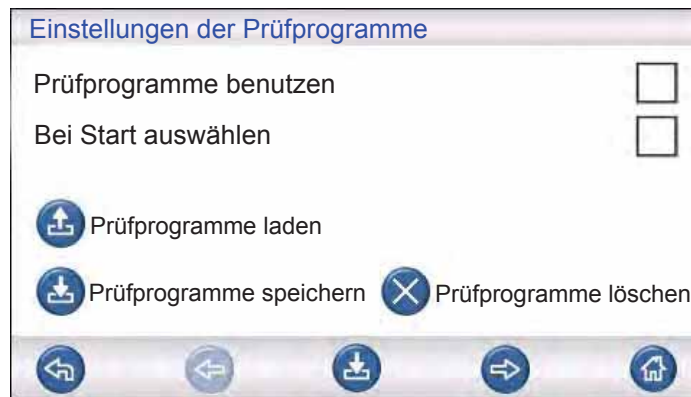 Einstellungen der Prüfprogramme
Prüfprogramme benutzen
Bei Start auswählen
Prüfprogramme laden
Prüfprogramme speichern Prüfprogramme löschen